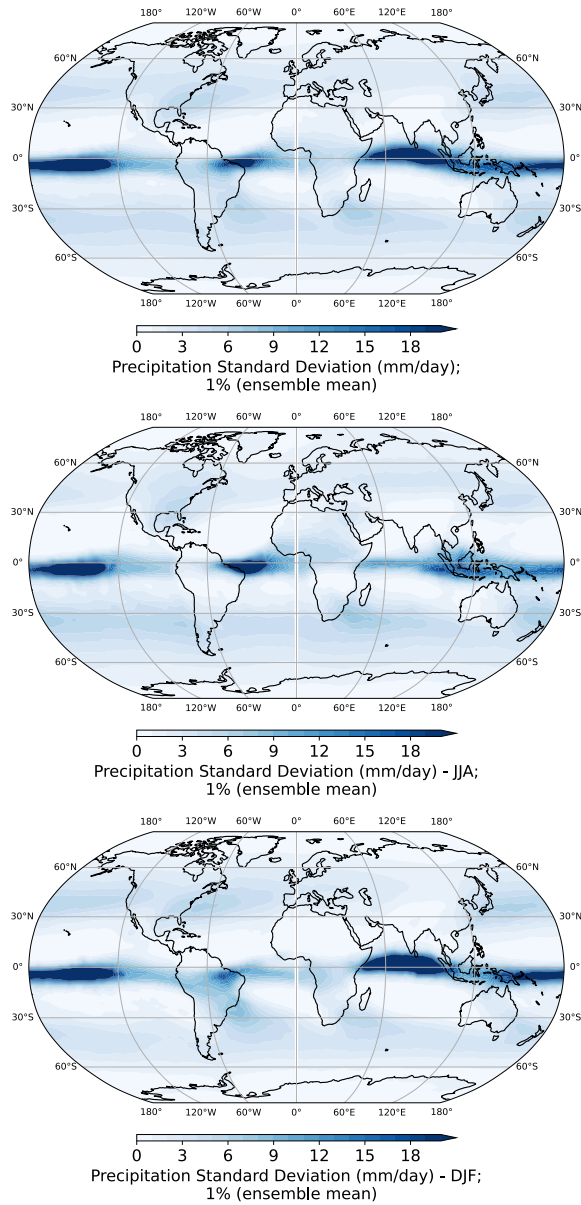 180° 120°W 60°W 0° 60°E 120°E 180°
60°N 60°N
30°N 30°N
0° 0°
30°S 30°S
60°S 60°S
180° 120°W 60°W 0° 60°E 120°E 180°
0 3 6 9 12 15 18
Precipitation Standard Deviation (mm/day);
1% (ensemble mean)
180° 120°W 60°W 0° 60°E 120°E 180°
60°N 60°N
30°N 30°N
0° 0°
30°S 30°S
60°S 60°S
180° 120°W 60°W 0° 60°E 120°E 180°
0 3 6 9 12 15 18
Precipitation Standard Deviation (mm/day) - JJA;
1% (ensemble mean)
180° 120°W 60°W 0° 60°E 120°E 180°
60°N 60°N
30°N 30°N
0° 0°
30°S 30°S
60°S 60°S
180° 120°W 60°W 0° 60°E 120°E 180°
0 3 6 9 12 15 18
Precipitation Standard Deviation (mm/day) - DJF;
1% (ensemble mean)